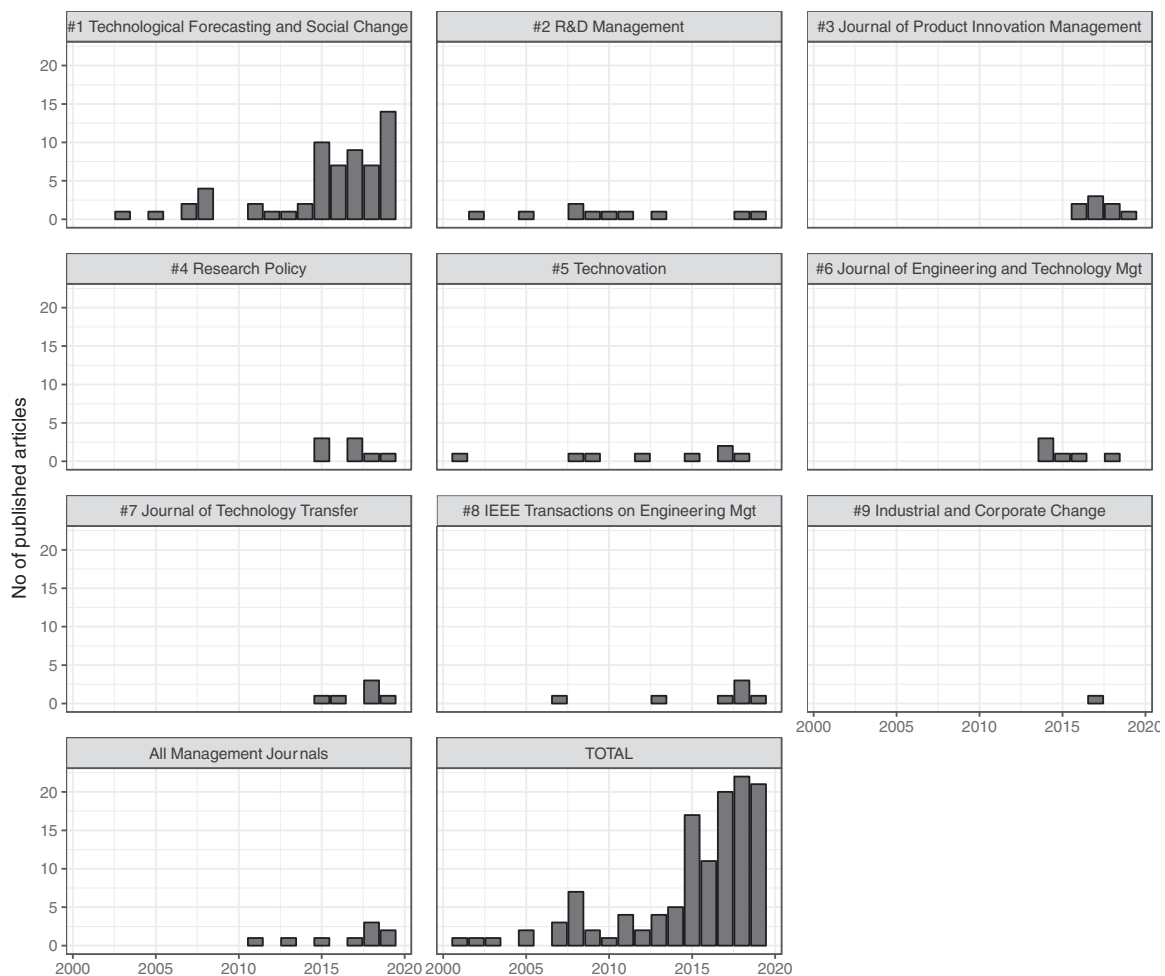 #1 Technological Forecasting and Social Change
#2 R&D Management
#3 Journal of Product Innovation Management
20
15
10
5
0
#4 Research Policy
#5 Technovation
#6 Journal of Engineering and Technology Mgt
20
15
10
5
0
No of published articles
#7 Journal of Technology Transfer
#8 IEEE Transactions on Engineering Mgt
#9 Industrial and Corporate Change
20
15
10
5
0
2000 2005 2010 2015 2020
All Management Journals
TOTAL
20
15
10
5
0
2000 2005 2010 2015 2020 2000 2005 2010 2015 2020